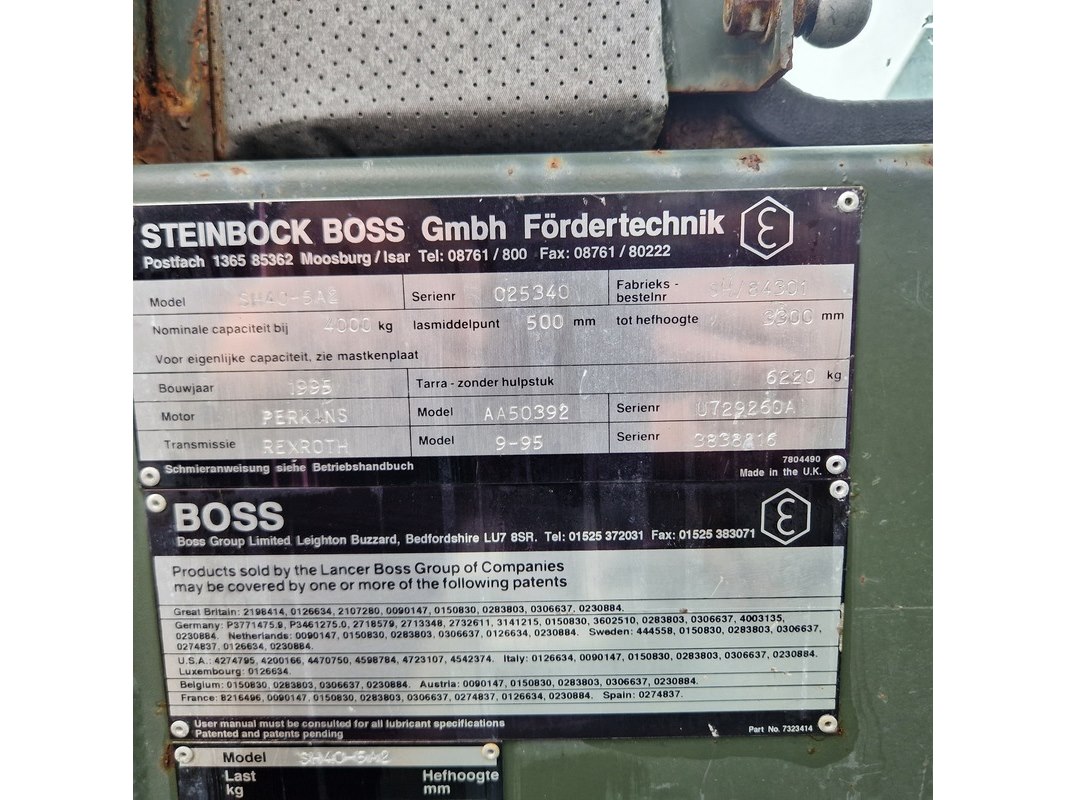 STEINBOCK BOSS Gmbh Fördertechnik
Postfach 1365 85362 Moosburg / Isar Tel: 08761 / 800 Fax: 08761 / 80222
Model SH40-5A2 Serienr 025340 Fabrieks - bestelnr SH/84301
Nominale capaciteit bij 4000 kg lasmiddelpunt 500 mm tot hefhoogte 3300 mm
Voor eigenlijke capaciteit, zie mastkenplaat
Bouwjaar 1995 Tarra - zonder hulpstuk 6220 kg
Motor PERKINS Model AA50392 Serienr U729260A
Transmissie REXROTH Model 9-95 Serienr 3838816
Schmieranweisung siehe Betriebshandbuch
7804490
Made in the U.K.
BOSS
Boss Group Limited Leighton Buzzard, Bedfordshire LU7 8SR. Tel: 01525 372031 Fax: 01525 383071
Products sold by the Lancer Boss Group of Companies
may be covered by one or more of the following patents
Great Britain: 2198414, 0126634, 2107280, 0090147, 0150830, 0283803, 0306637, 0230884.
Germany: P3771475.9, P3461275.0, 2718579, 2713348, 2732611, 3141215, 0150830, 3602510, 0283803, 0306637, 4003135,
0230884. Netherlands: 0090147, 0150830, 0283803, 0306637, 0126634, 0230884. Sweden: 444558, 0150830, 0283803, 0306637,
0274837, 0126634, 0230884.
U.S.A.: 4274795, 4200166, 4470750, 4598784, 4723107, 4542374. Italy: 0126634, 0090147, 0150830, 0283803, 0306637, 0230884.
Luxembourg: 0126634.
Belgium: 0150830, 0283803, 0306637, 0230884. Austria: 0090147, 0150830, 0283803, 0306637, 0230884.
France: 8216496, 0090147, 0150830, 0283803, 0306637, 0274837, 0126634, 0230884. Spain: 0274837.
User manual must be consulted for all lubricant specifications
Patented and patents pending
Part No. 7323414
Model SH40-5A2
Last Hefhoogte
kg mm